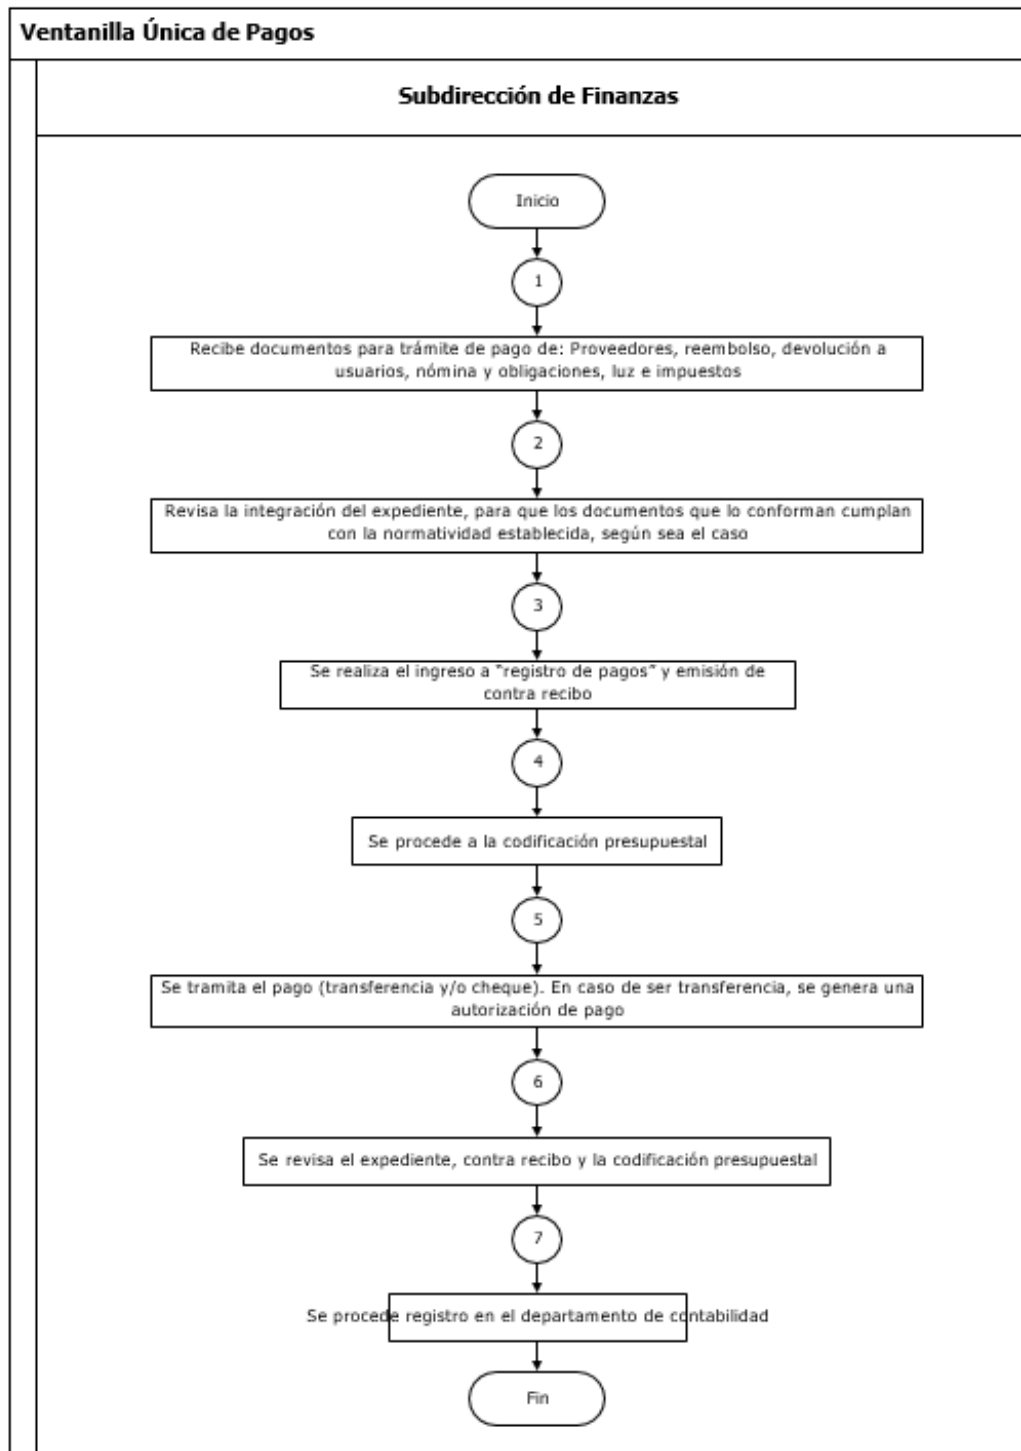 Ventanilla Única de Pagos
Subdirección de Finanzas
Inicio
1
Recibe documentos para trámite de pago de: Proveedores, reembolso, devolución a
usuarios, nómina y obligaciones, luz e impuestos
2
Revisa la integración del expediente, para que los documentos que lo conforman cumplan
con la normatividad establecida, según sea el caso
3
Se realiza el ingreso a “registro de pagos” y emisión de
contra recibo
4
Se procede a la codificación presupuestal
5
Se tramita el pago (transferencia y/o cheque). En caso de ser transferencia, se genera una
autorización de pago
6
Se revisa el expediente, contra recibo y la codificación presupuestal
7
Se procede registro en el departamento de contabilidad
Fin